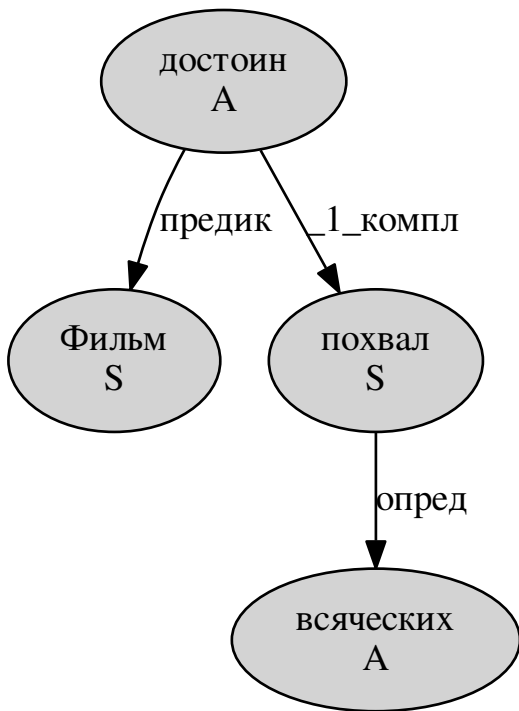 достоин
A
предик
_1_компл
Фильм
S
похвал
S
опред
всяческих
A